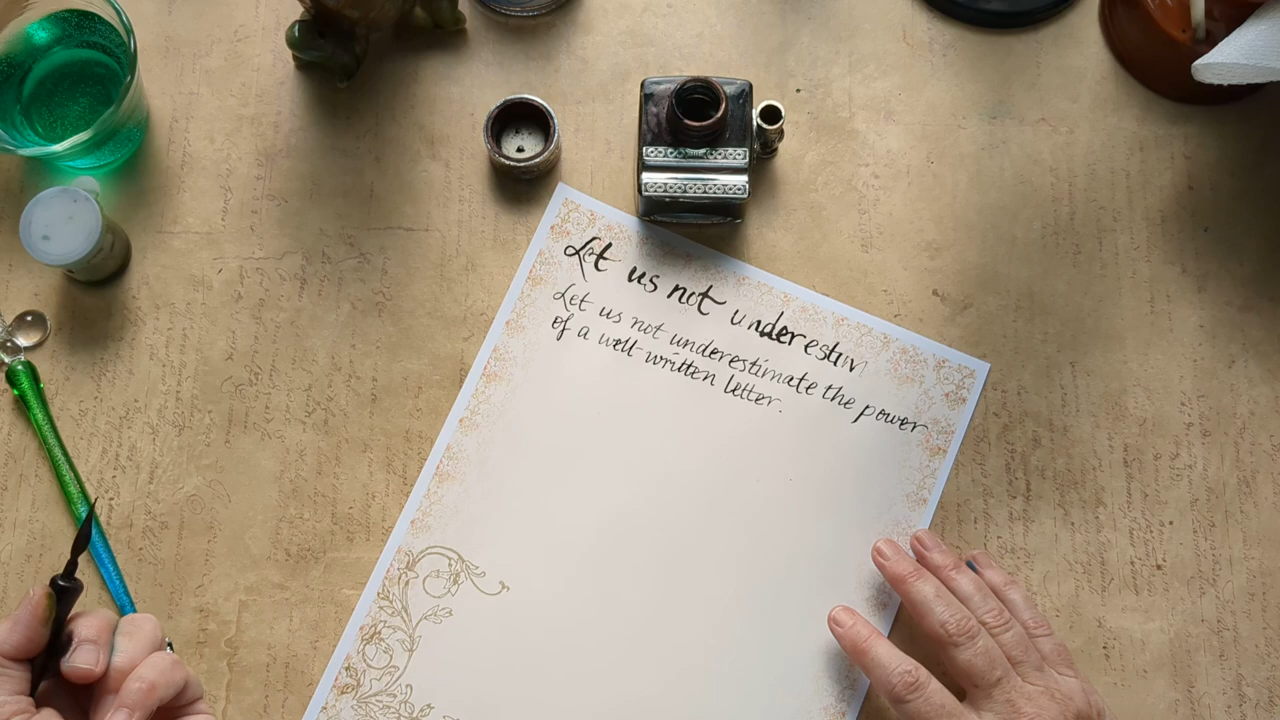 Let us not underestim
Let us not underestimate the power
of a well-written letter.